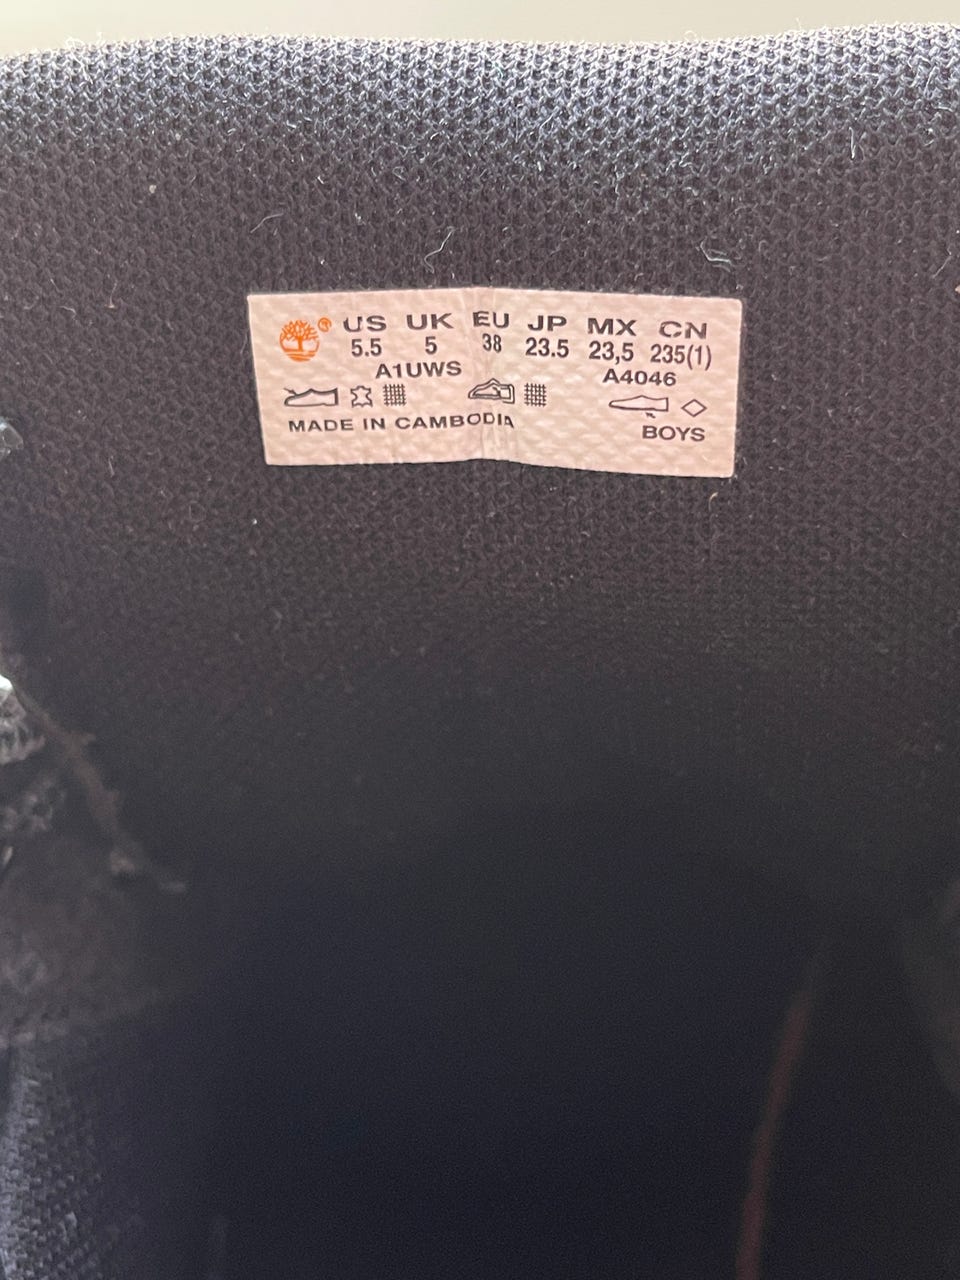 ® US UK EU JP MX CN
5.5 5 38 23.5 23,5 235(1)
A1UWS A4046
MADE IN CAMBODIA
BOYS